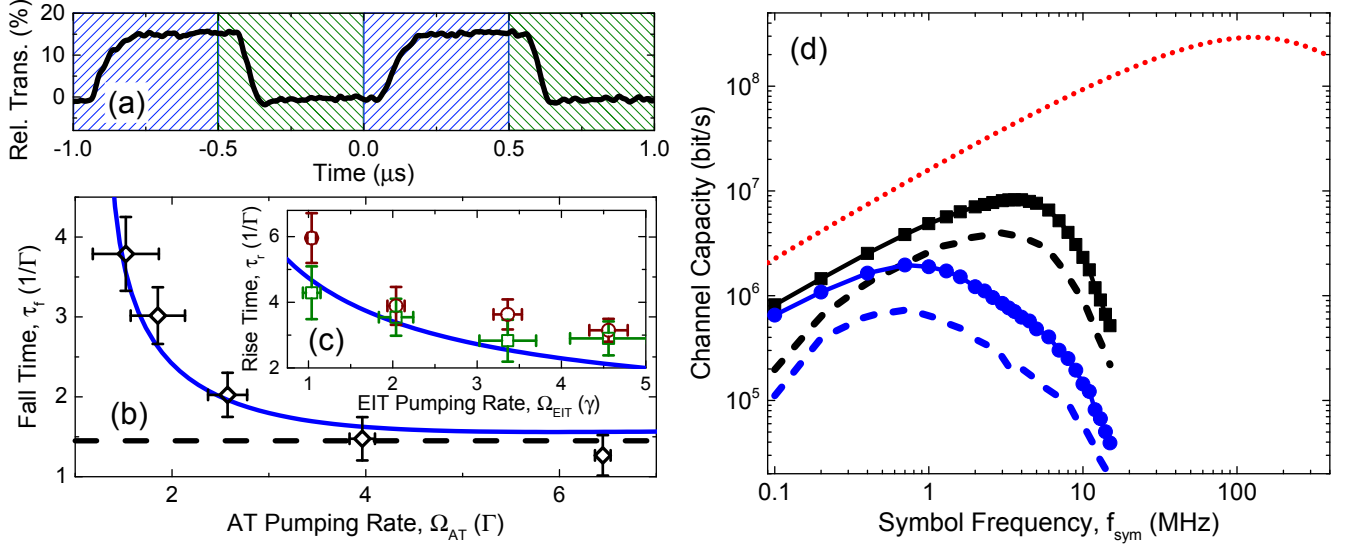 20
15
10
0
Rel. Trans. (%)
(a)
-1.0 -0.5 0.0 0.5 1.0
Time (μs)
4
3
2
1
Fall Time, τf (1/Γ)
(b)
2 4 6
AT Pumping Rate, ΩAT (Γ)
6
4
2
Rise Time, τr (1/Γ)
(c)
1 2 3 4 5
EIT Pumping Rate, ΩEIT (γ)
(d)
10^8
10^7
10^6
10^5
Channel Capacity (bit/s)
0.1 1 10 100
Symbol Frequency, fsym (MHz)